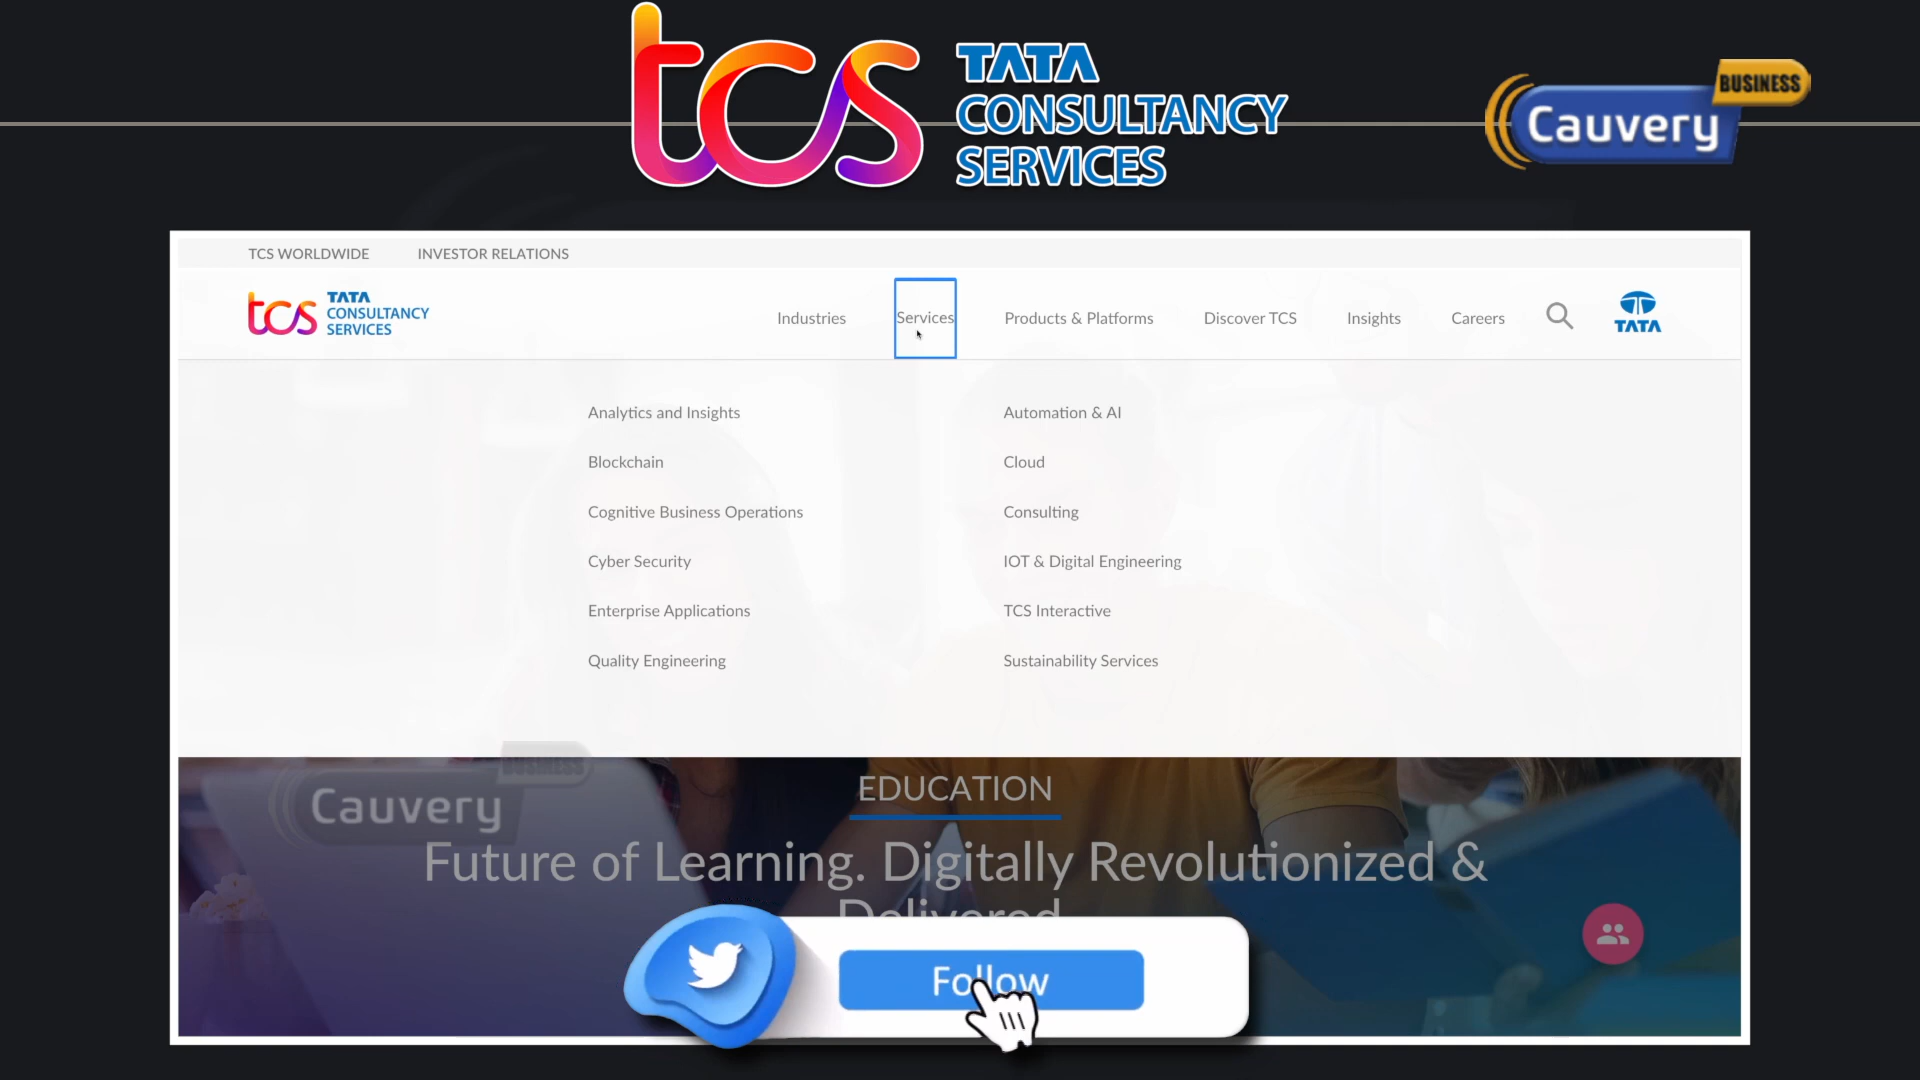 tcs TATA
CONSULTANCY
SERVICES
BUSINESS
Cauvery
TCS WORLDWIDE INVESTOR RELATIONS
tcs TATA
CONSULTANCY
SERVICES
Industries Services Products & Platforms Discover TCS Insights Careers
TATA
Analytics and Insights Automation & AI
Blockchain Cloud
Cognitive Business Operations Consulting
Cyber Security IOT & Digital Engineering
Enterprise Applications TCS Interactive
Quality Engineering Sustainability Services
BUSINESS
Cauvery
EDUCATION
Future of Learning. Digitally Revolutionized &
Delivered
Follow